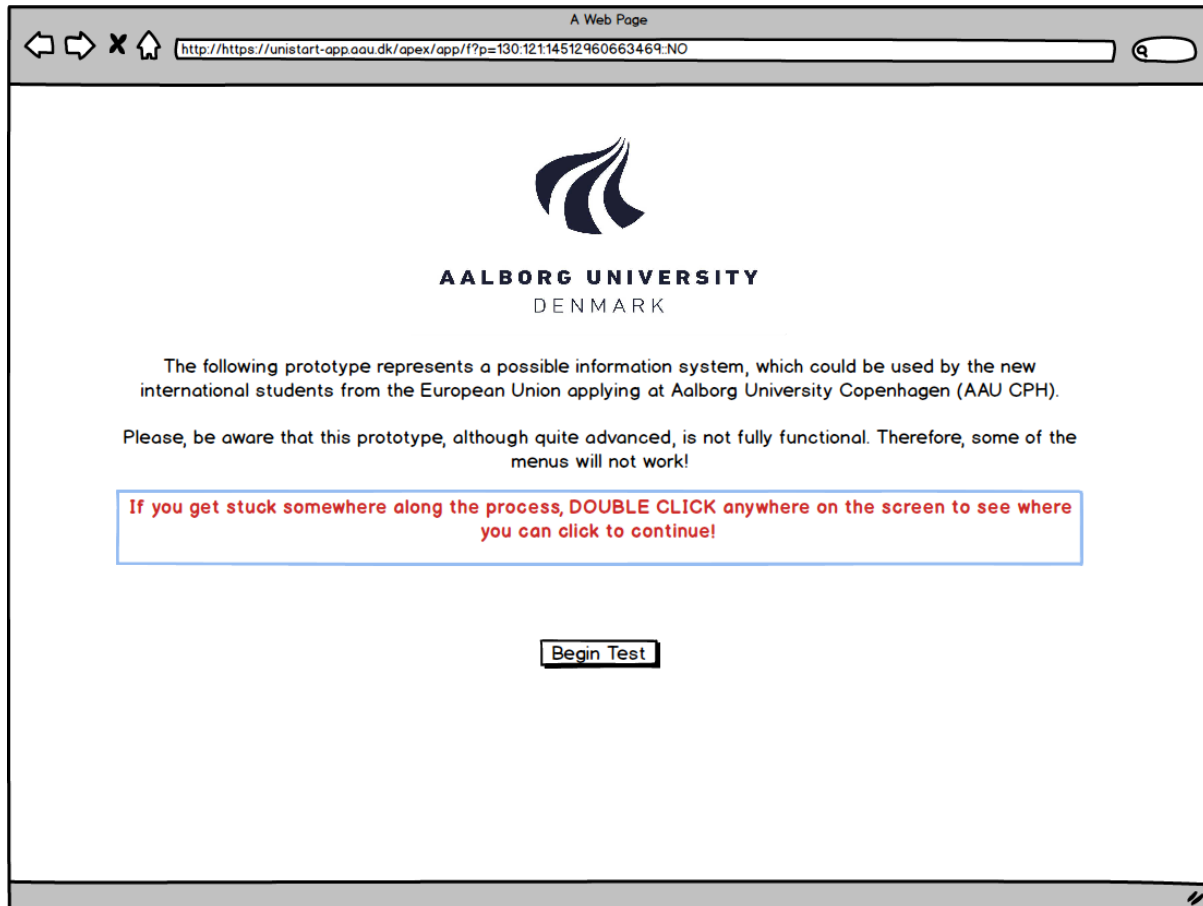 A Web Page
http://https://unistart-app.aau.dk/apex/app/f?p=130:121:14512960663469::NO
AALBORG UNIVERSITY
DENMARK
The following prototype represents a possible information system, which could be used by the new
international students from the European Union applying at Aalborg University Copenhagen (AAU CPH).
Please, be aware that this prototype, although quite advanced, is not fully functional. Therefore, some of the
menus will not work!
If you get stuck somewhere along the process, DOUBLE CLICK anywhere on the screen to see where
you can click to continue!
Begin Test